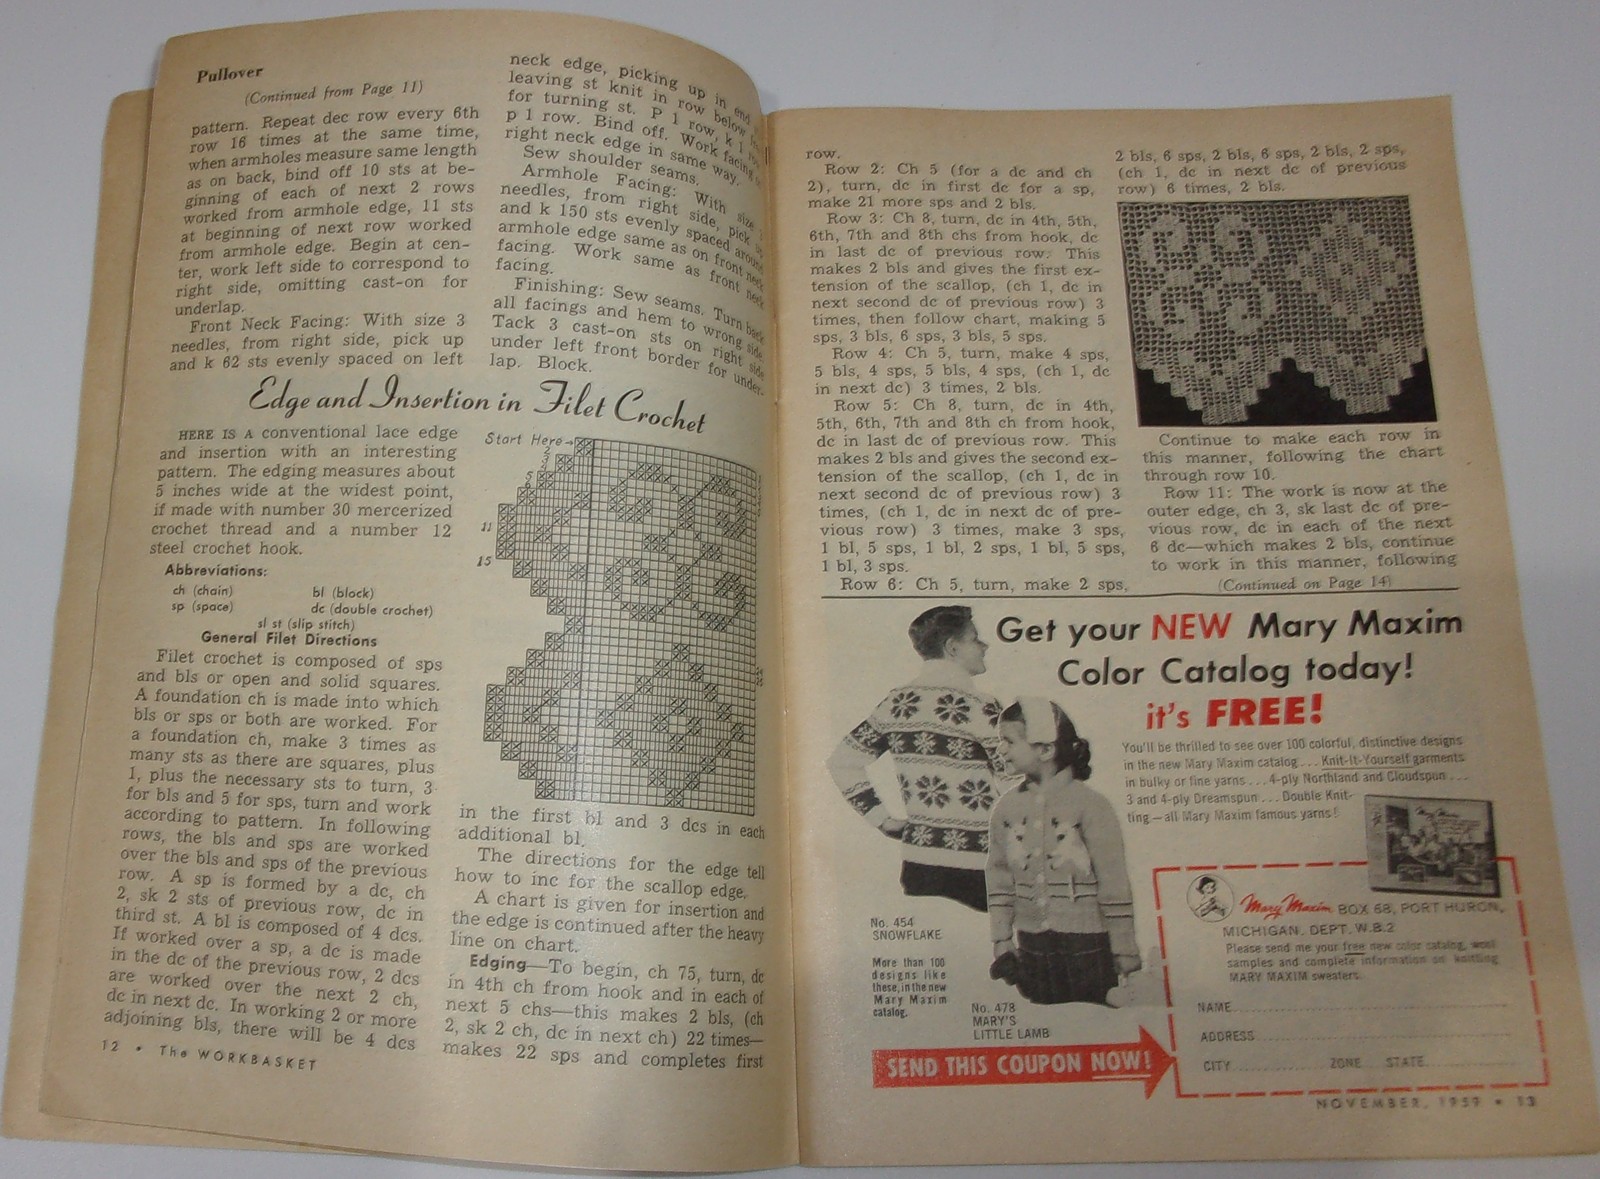 Pullover
(Continued from Page 11)
pattern. Repeat dec row every 6th
row 16 times at the same time,
when armholes measure same length
as on back, bind off 10 sts at be-
ginning of each of next 2 rows
worked from armhole edge, 11 sts
at beginning of next row worked
from armhole edge. Begin at cen-
ter, work left side to correspond to
right side, omitting cast-on for
underlap.
Front Neck Facing: With size 3
needles, from right side, pick up
and k 62 sts evenly spaced on left
neck edge, picking up in end
leaving st knit in row below
for turning st. P 1 row, k 1
p 1 row. Bind off. Work facing
right neck edge in same way.
Sew shoulder seams.
Armhole Facing: With size
needles, from right side, pick up
and k 150 sts evenly spaced around
armhole edge same as on front neck
facing. Work same as front neck
facing.
Finishing: Sew seams. Turn back
all facings and hem to wrong side.
Tack 3 cast-on sts on right side
under left front border for under-
lap. Block.
Edge and Insertion in Filet Crochet
HERE IS A conventional lace edge
and insertion with an interesting
pattern. The edging measures about
5 inches wide at the widest point,
if made with number 30 mercerized
crochet thread and a number 12
steel crochet hook.
Abbreviations:
ch (chain) bl (block)
sp (space) dc (double crochet)
sl st (slip stitch)
General Filet Directions
Filet crochet is composed of sps
and bls or open and solid squares.
A foundation ch is made into which
bls or sps or both are worked. For
a foundation ch, make 3 times as
many sts as there are squares, plus
1, plus the necessary sts to turn, 3
for bls and 5 for sps, turn and work
according to pattern. In following
rows, the bls and sps are worked
over the bls and sps of the previous
row. A sp is formed by a dc, ch
2, sk 2 sts of previous row, dc in
third st. A bl is composed of 4 dcs.
If worked over a sp, a dc is made
in the dc of the previous row, 2 dcs
are worked over the next 2 ch,
dc in next dc. In working 2 or more
adjoining bls, there will be 4 dcs
12 • The WORKBASKET
Start Here
5
11
15
in the first bl and 3 dcs in each
additional bl.
The directions for the edge tell
how to inc for the scallop edge.
A chart is given for insertion and
the edge is continued after the heavy
line on chart.
Edging—To begin, ch 75, turn, dc
in 4th ch from hook and in each of
next 5 chs—this makes 2 bls, (ch
2, sk 2 ch, dc in next ch) 22 times—
makes 22 sps and completes first
row.
Row 2: Ch 5 (for a dc and ch
2), turn, dc in first dc for a sp,
make 21 more sps and 2 bls.
Row 3: Ch 8, turn, dc in 4th, 5th,
6th, 7th and 8th chs from hook, dc
in last dc of previous row. This
makes 2 bls and gives the first ex-
tension of the scallop, (ch 1, dc in
next second dc of previous row) 3
times, then follow chart, making 5
sps, 3 bls, 6 sps, 3 bls, 5 sps.
Row 4: Ch 5, turn, make 4 sps,
5 bls, 4 sps, 5 bls, 4 sps, (ch 1, dc
in next dc) 3 times, 2 bls.
Row 5: Ch 8, turn, dc in 4th,
5th, 6th, 7th and 8th ch from hook,
dc in last dc of previous row. This
makes 2 bls and gives the second ex-
tension of the scallop, (ch 1, dc in
next second dc of previous row) 3
times, (ch 1, dc in next dc of pre-
vious row) 3 times, make 3 sps,
1 bl, 5 sps, 1 bl, 2 sps, 1 bl, 5 sps,
1 bl, 3 sps.
Row 6: Ch 5, turn, make 2 sps,
2 bls, 6 sps, 2 bls, 6 sps, 2 bls, 2 sps,
(ch 1, dc in next dc of previous
row) 6 times, 2 bls.
Continue to make each row in
this manner, following the chart
through row 10.
Row 11: The work is now at the
outer edge, ch 3, sk last dc of pre-
vious row, dc in each of the next
6 dc—which makes 2 bls, continue
to work in this manner, following
(Continued on Page 14)
Get your NEW Mary Maxim
Color Catalog today!
it's FREE!
You'll be thrilled to see over 100 colorful, distinctive designs
in the new Mary Maxim catalog... Knit-It-Yourself garments
in bulky or fine yarns... 4-ply Northland and Cloudspun...
3 and 4-ply Dreamspun... Double Knit-
ting—all Mary Maxim famous yarns!
No. 454
SNOWFLAKE
More than 100
designs like
these, in the new
Mary Maxim
catalog.
No. 478
MARY'S
LITTLE LAMB
SEND THIS COUPON NOW!
Mary Maxim BOX 68, PORT HURON,
MICHIGAN. DEPT. W.B.2
Please send me your free new color catalog, wool
samples and complete information on knitting
MARY MAXIM sweaters.
NAME
ADDRESS
CITY ZONE STATE
NOVEMBER, 1959 • 13